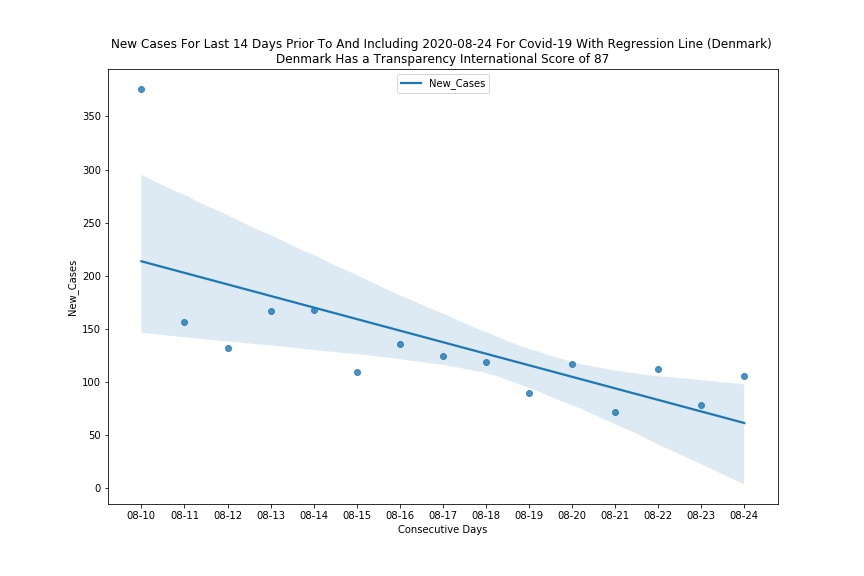 New Cases For Last 14 Days Prior To And Including 2020-08-24 For Covid-19 With Regression Line (Denmark)
Denmark Has a Transparency International Score of 87
New_Cases
350
300
250
200
150
100
50
0
New_Cases
08-10 08-11 08-12 08-13 08-14 08-15 08-16 08-17 08-18 08-19 08-20 08-21 08-22 08-23 08-24
Consecutive Days